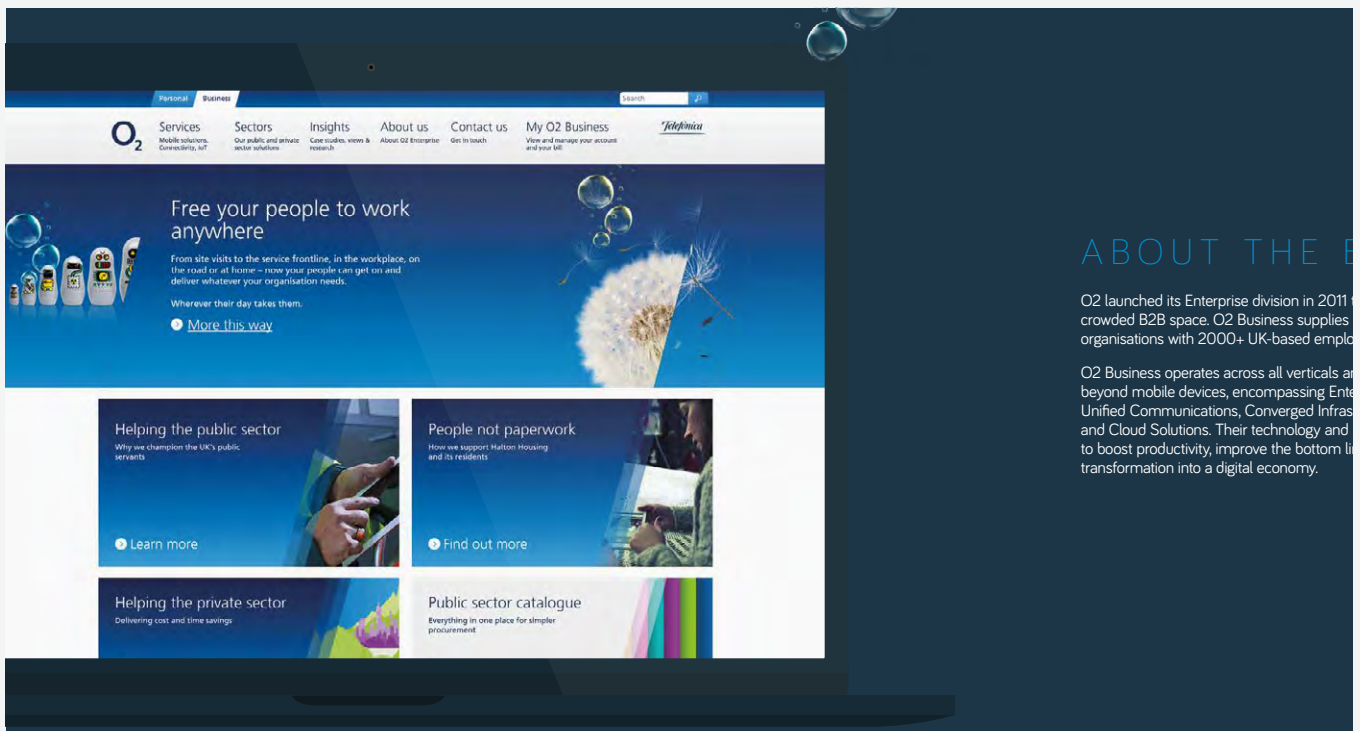 Personal Business
Search
O2
Services
Mobile solutions,
Connectivity, IoT
Sectors
Our public and private
sector solutions
Insights
Case studies, views &
research
About us
About O2 Enterprise
Contact us
Get in touch
My O2 Business
View and manage your account
and your bill
Telefónica
Free your people to work
anywhere
From site visits to the service frontline, in the workplace, on
the road or at home – now your people can get on and
deliver whatever your organisation needs.
Wherever their day takes them.
More this way
Helping the public sector
Why we champion the UK's public
servants
Learn more
People not paperwork
How we support Halton Housing
and its residents
Find out more
Helping the private sector
Delivering cost and time savings
Public sector catalogue
Everything in one place for simpler
procurement
ABOUT THE
O2 launched its Enterprise division in 2011
crowded B2B space. O2 Business supplies
organisations with 2000+ UK-based emplo
O2 Business operates across all verticals a
beyond mobile devices, encompassing Ente
Unified Communications, Converged Infras
and Cloud Solutions. Their technology and
to boost productivity, improve the bottom li
transformation into a digital economy.